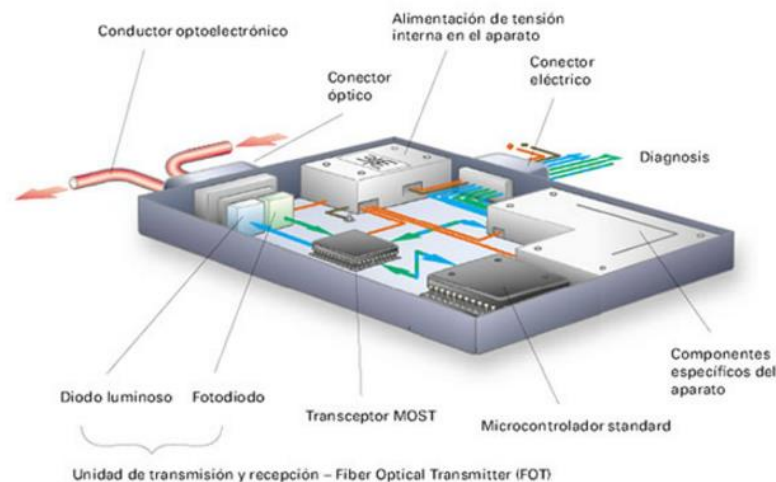 Alimentación de tensión
interna en el aparato
Conductor optoelectrónico
Conector
eléctrico
Conector
óptico
Diagnosis
Componentes
específicos del
aparato
Diodo luminoso
Fotodiodo
Transceptor MOST
Microcontrolador standard
Unidad de transmisión y recepción – Fiber Optical Transmitter (FOT)